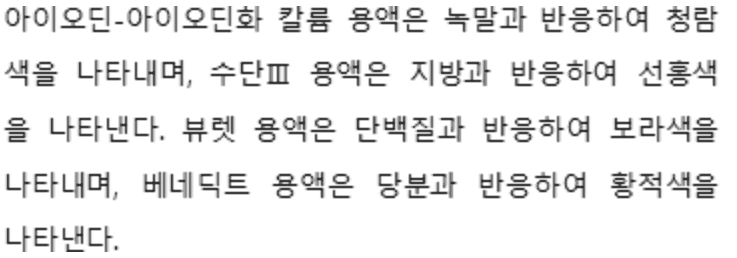 아이오딘-아이오딘화 칼륨 용액은 녹말과 반응하여 청람
색을 나타내며, 수단Ⅲ 용액은 지방과 반응하여 선홍색
을 나타낸다. 뷰렛 용액은 단백질과 반응하여 보라색을
나타내며, 베네딕트 용액은 당분과 반응하여 황적색을
나타낸다.